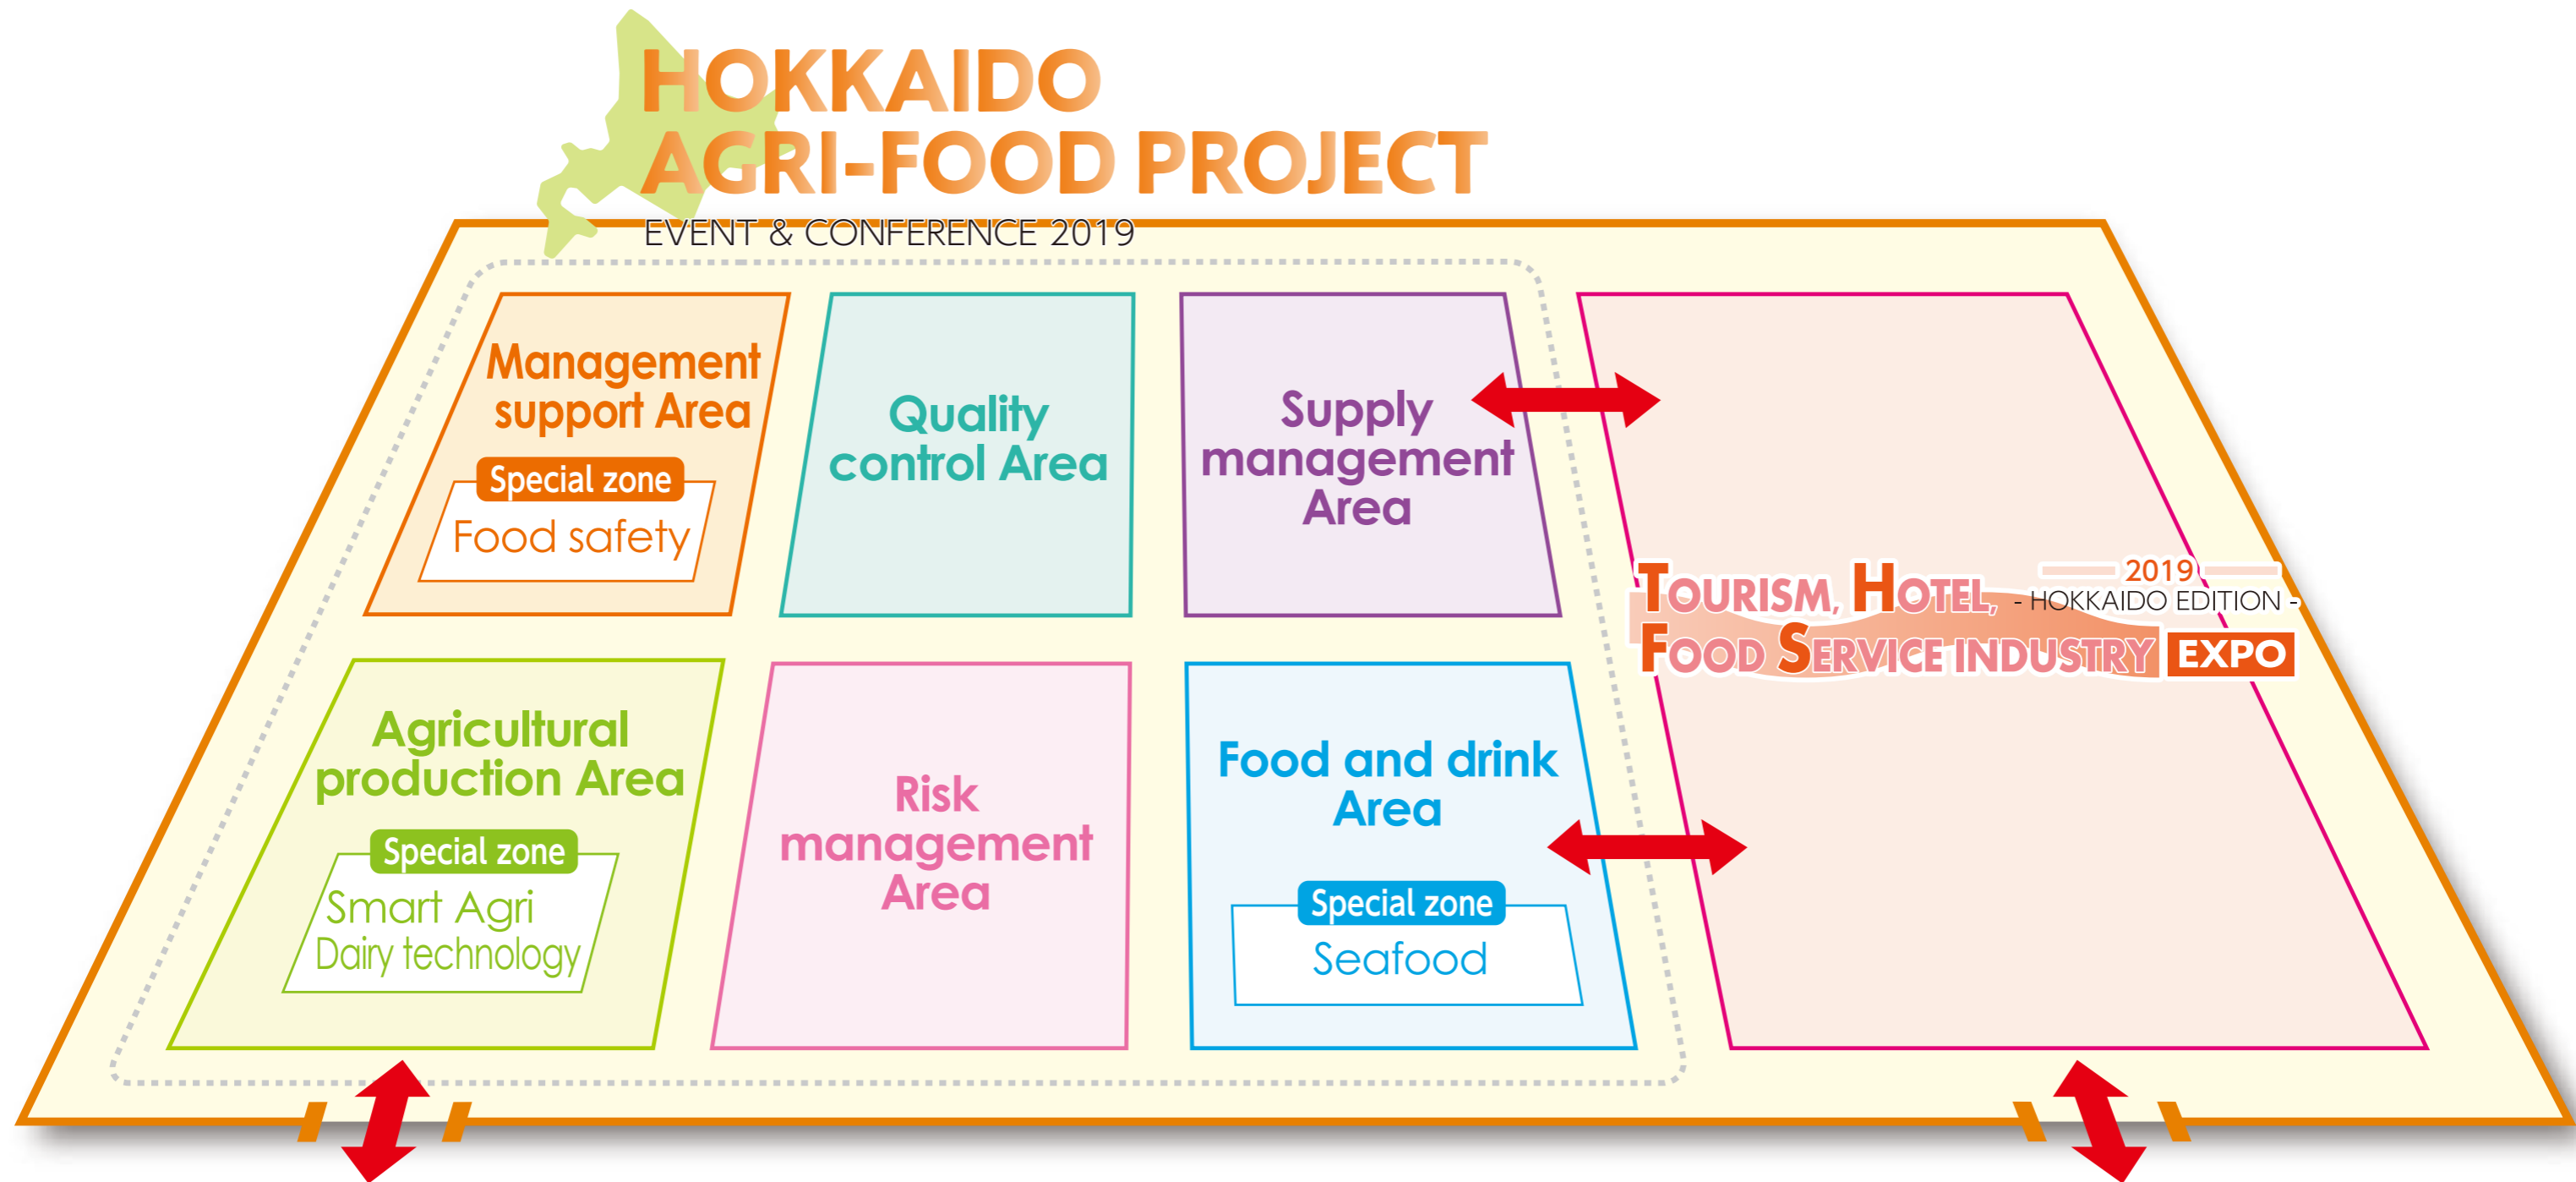 HOKKAIDO
AGRI-FOOD PROJECT
EVENT & CONFERENCE 2019
Management
support Area
Special zone
Food safety
Quality
control Area
Supply
management
Area
Agricultural
production Area
Special zone
Smart Agri
Dairy technology
Risk
management
Area
Food and drink
Area
Special zone
Seafood
2019
TOURISM, HOTEL, - HOKKAIDO EDITION -
FOOD SERVICE INDUSTRY EXPO